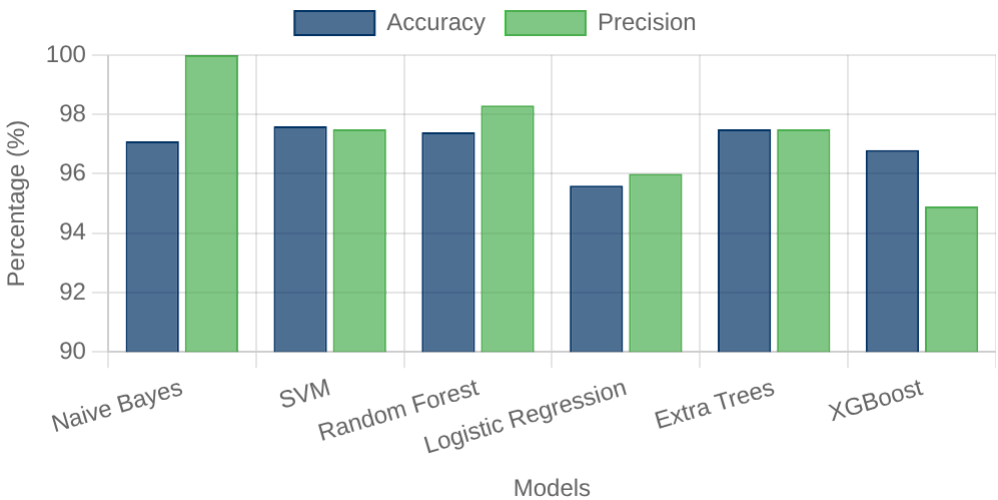 Accuracy Precision
Percentage (%)
100
98
96
94
92
90
Naive Bayes
SVM
Random Forest
Logistic Regression
Extra Trees
XGBoost
Models